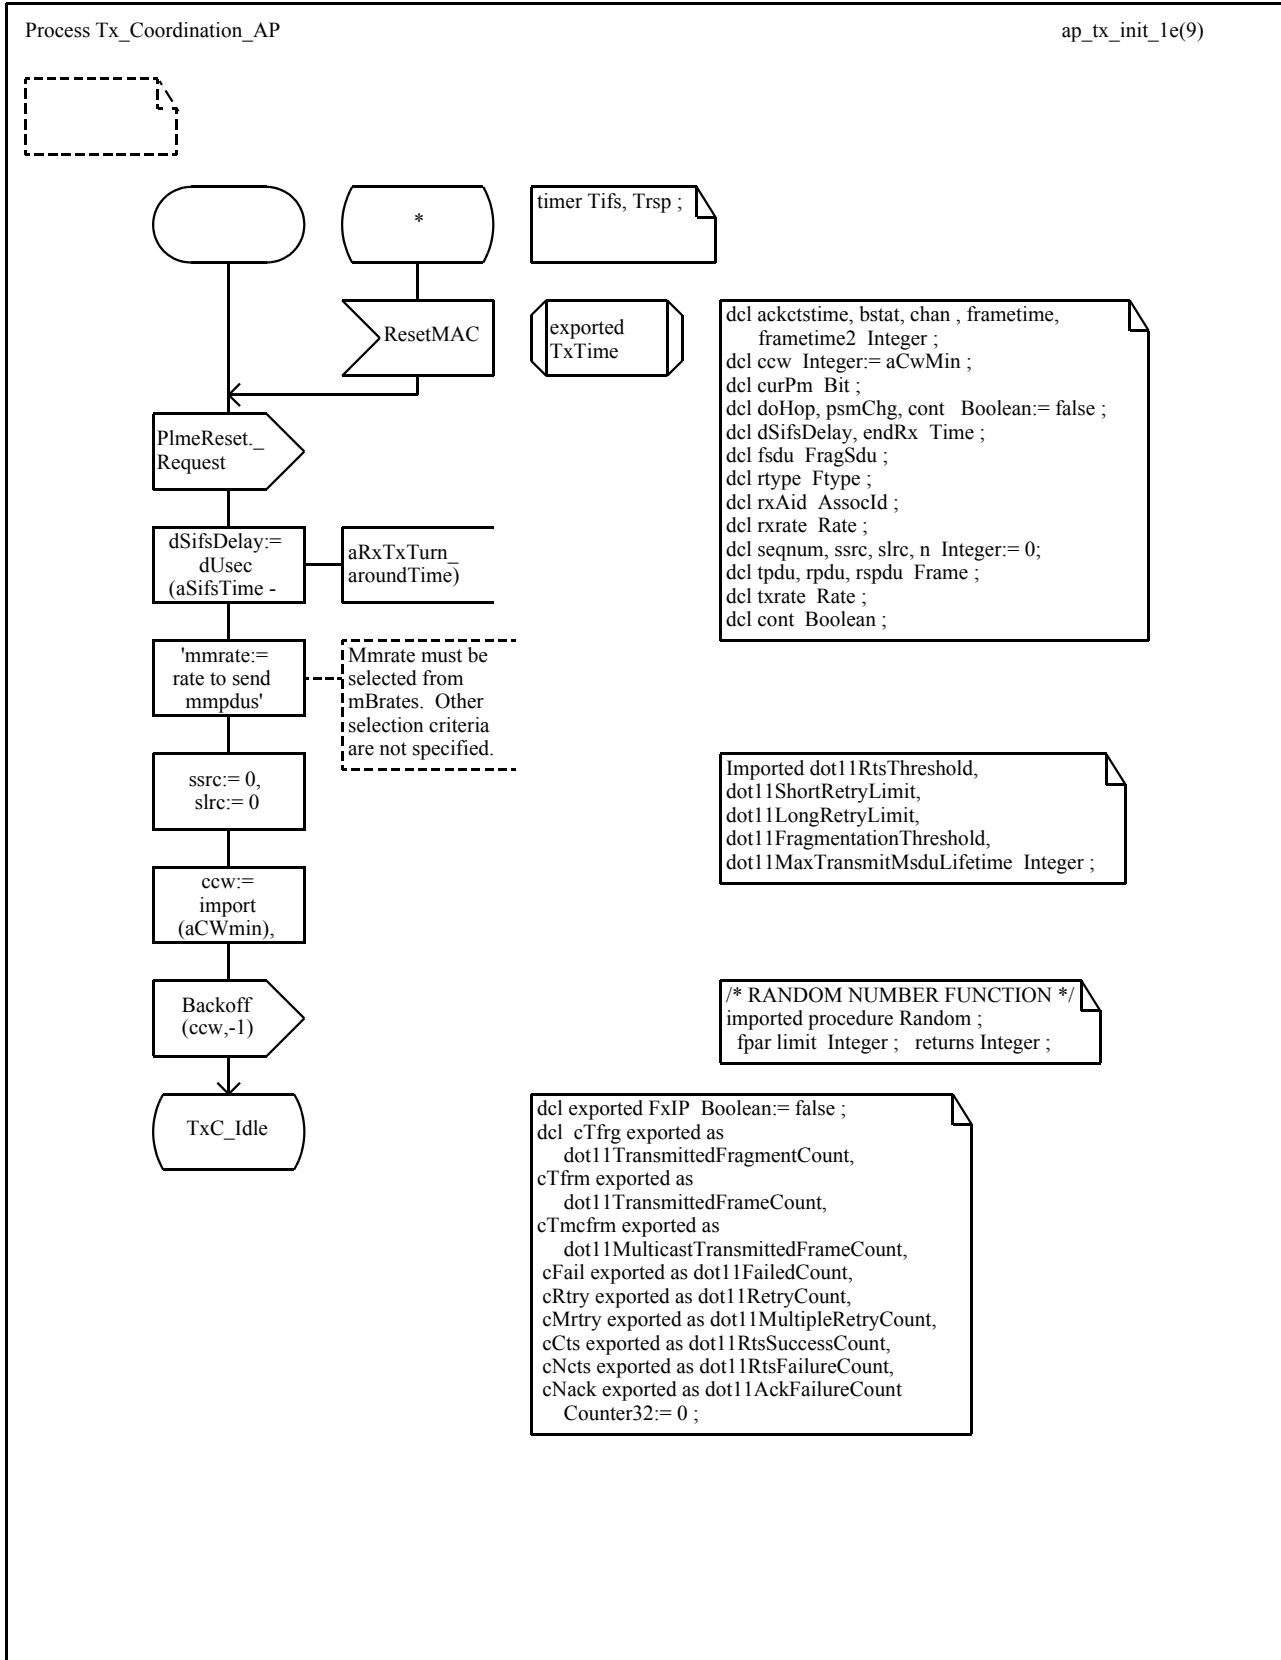 Process Tx_Coordination_AP
ap_tx_init_1e(9)
*
timer Tifs, Trsp ;
ResetMAC
exported
TxTime
dcl ackctstime, bstat, chan , frametime,
frametime2 Integer ;
dcl ccw Integer:= aCwMin ;
dcl curPm Bit ;
dcl doHop, psmChg, cont Boolean:= false ;
dcl dSifsDelay, endRx Time ;
dcl fsdu FragSdu ;
dcl rtype Ftype ;
dcl rxAid AssocId ;
dcl rxrate Rate ;
dcl seqnum, ssrc, slrc, n Integer:= 0;
dcl tpdu, rpdu, rspdu Frame ;
dcl txrate Rate ;
dcl cont Boolean ;
PlmeReset._
Request
dSifsDelay:=
dUsec
(aSifsTime -
aRxTxTurn_
aroundTime)
'mmrate:=
rate to send
mmpdus'
Mmrate must be
selected from
mBrates. Other
selection criteria
are not specified.
ssrc:= 0,
slrc:= 0
Imported dot11RtsThreshold,
dot11ShortRetryLimit,
dot11LongRetryLimit,
dot11FragmentationThreshold,
dot11MaxTransmitMsduLifetime Integer ;
ccw:=
import
(aCWmin),
Backoff
(ccw,-1)
/* RANDOM NUMBER FUNCTION */
imported procedure Random ;
fpar limit Integer ; returns Integer ;
TxC_Idle
dcl exported FxIP Boolean:= false ;
dcl cTfrg exported as
dot11TransmittedFragmentCount,
cTfrm exported as
dot11TransmittedFrameCount,
cTmcfrm exported as
dot11MulticastTransmittedFrameCount,
cFail exported as dot11FailedCount,
cRtry exported as dot11RetryCount,
cMrtry exported as dot11MultipleRetryCount,
cCts exported as dot11RtsSuccessCount,
cNcts exported as dot11RtsFailureCount,
cNack exported as dot11AckFailureCount
Counter32:= 0 ;